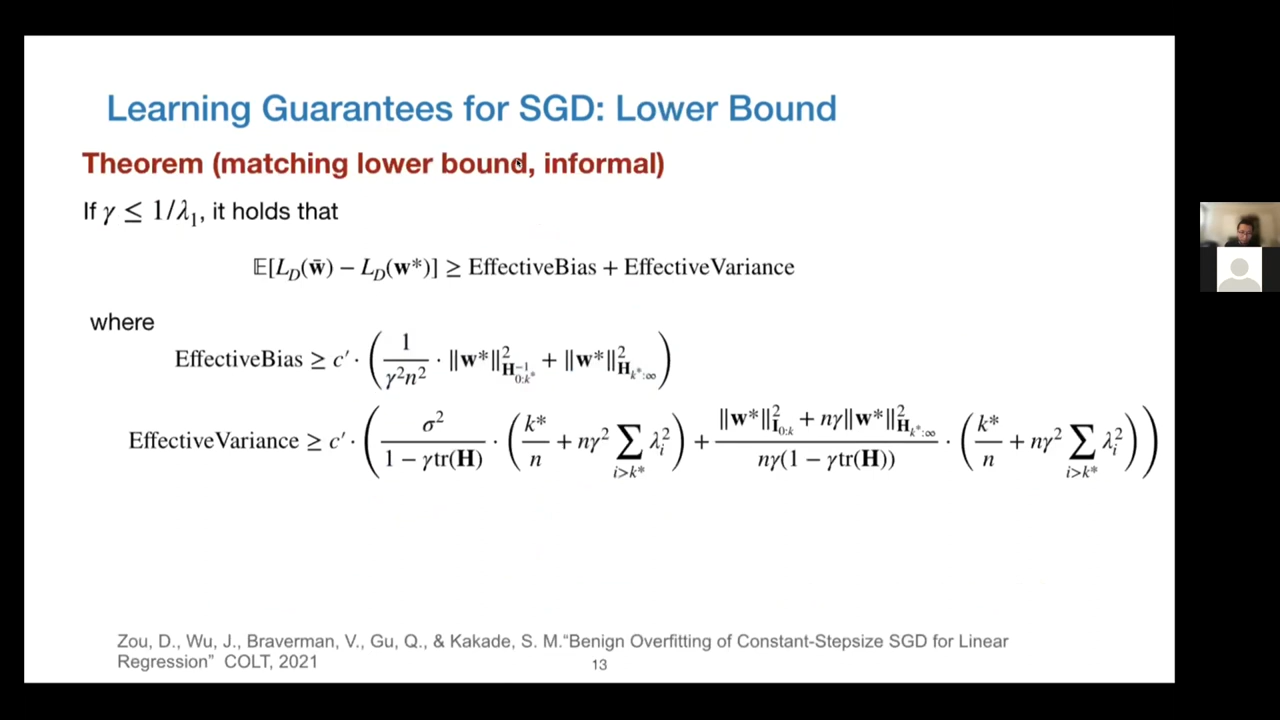 Learning Guarantees for SGD: Lower Bound
Theorem (matching lower bound, informal)
If γ ≤ 1/λ₁, it holds that
𝔼[L_D(w̄) − L_D(w*)] ≥ EffectiveBias + EffectiveVariance
where
EffectiveBias ≥ c′ · ( 1/(γ²n²) · ‖w*‖²_{H⁻¹_{0:k*}} + ‖w*‖²_{H_{k*:∞}} )
EffectiveVariance ≥ c′ · ( σ²/(1 − γtr(H)) · ( k*/n + nγ² ∑_{i>k*} λᵢ² ) + (‖w*‖²_{I_{0:k}} + nγ‖w*‖²_{H_{k*:∞}})/(nγ(1 − γtr(H))) · ( k*/n + nγ² ∑_{i>k*} λᵢ² ) )
Zou, D., Wu, J., Braverman, V., Gu, Q., & Kakade, S. M.“Benign Overfitting of Constant-Stepsize SGD for Linear
Regression” COLT, 2021
13